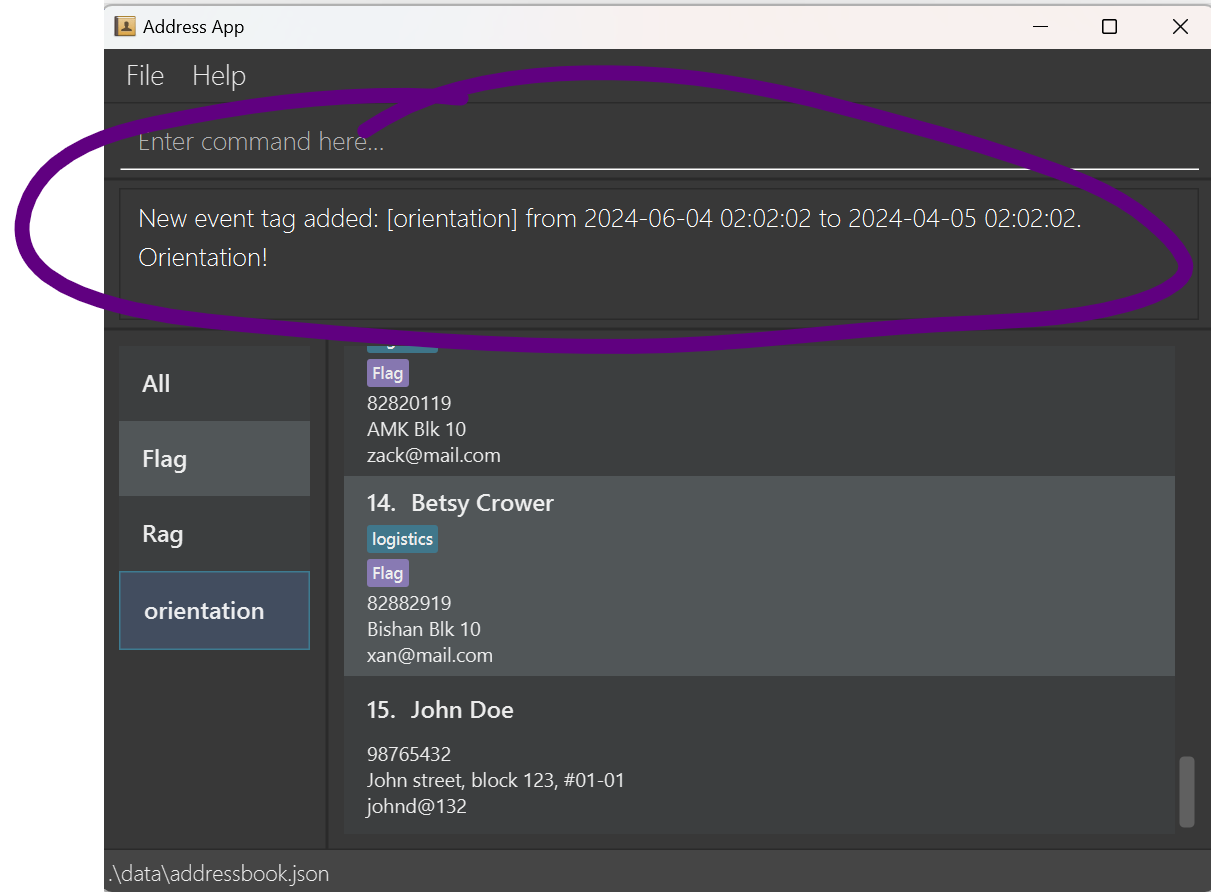 Address App
File Help
Enter command here...
New event tag added: [orientation] from 2024-06-04 02:02:02 to 2024-04-05 02:02:02.
Orientation!
All
Flag
Rag
orientation
Flag
82820119
AMK Blk 10
zack@mail.com
14. Betsy Crower
logistics
Flag
82882919
Bishan Blk 10
xan@mail.com
15. John Doe
98765432
John street, block 123, #01-01
johnd@132
.\data\addressbook.json